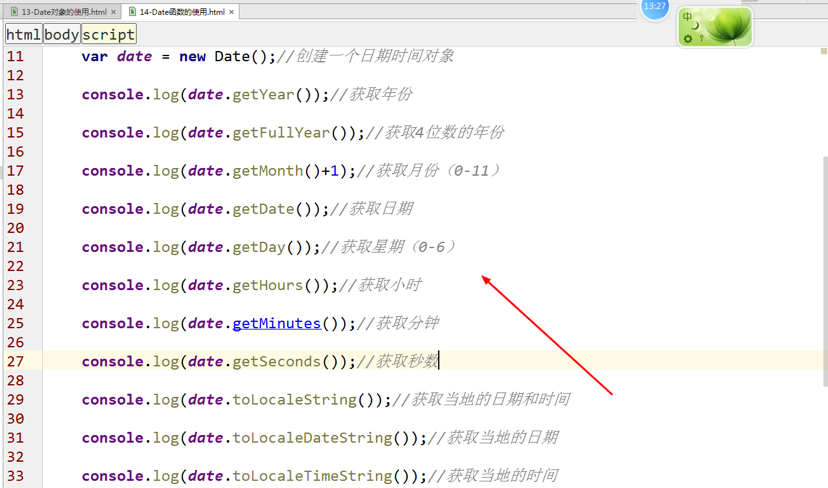 13-Date对象的使用.html × 14-Date函数的使用.html ×
13:27
中
html body script
11 var date = new Date();//创建一个日期时间对象
12
13 console.log(date.getYear());//获取年份
14
15 console.log(date.getFullYear());//获取4位数的年份
16
17 console.log(date.getMonth()+1);//获取月份（0-11）
18
19 console.log(date.getDate());//获取日期
20
21 console.log(date.getDay());//获取星期（0-6）
22
23 console.log(date.getHours());//获取小时
24
25 console.log(date.getMinutes());//获取分钟
26
27 console.log(date.getSeconds());//获取秒数
28
29 console.log(date.toLocaleString());//获取当地的日期和时间
30
31 console.log(date.toLocaleDateString());//获取当地的日期
32
33 console.log(date.toLocaleTimeString());//获取当地的时间